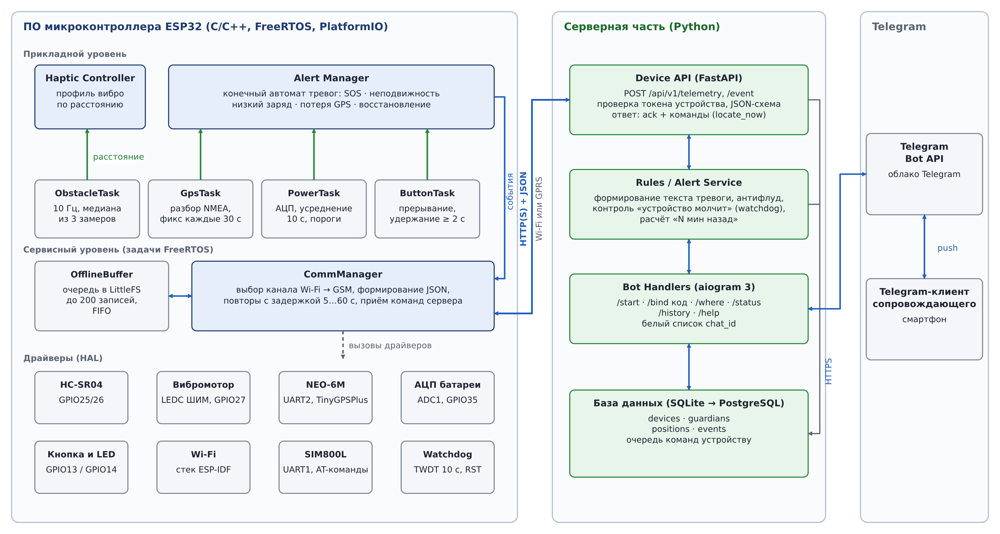 ПО микроконтроллера ESP32 (C/C++, FreeRTOS, PlatformIO)
Прикладной уровень
Haptic Controller
профиль вибро
по расстоянию
Alert Manager
конечный автомат тревог: SOS · неподвижность
низкий заряд · потеря GPS · восстановление
расстояние
ObstacleTask
10 Гц, медиана
из 3 замеров
GpsTask
разбор NMEA,
фикс каждые 30 с
PowerTask
АЦП, усреднение
10 с, пороги
ButtonTask
прерывание,
удержание ≥ 2 с
события
HTTP(S) + JSON
Wi-Fi или GPRS
Сервисный уровень (задачи FreeRTOS)
OfflineBuffer
очередь в LittleFS
до 200 записей,
FIFO
CommManager
выбор канала Wi-Fi → GSM, формирование JSON,
повторы с задержкой 5…60 с, приём команд сервера
вызовы драйверов
Драйверы (HAL)
HC-SR04
GPIO25/26
Вибромотор
LEDC ШИМ, GPIO27
NEO-6M
UART2, TinyGPSPlus
АЦП батареи
ADC1, GPIO35
Кнопка и LED
GPIO13 / GPIO14
Wi-Fi
стек ESP-IDF
SIM800L
UART1, AT-команды
Watchdog
TWDT 10 с, RST
Серверная часть (Python)
Device API (FastAPI)
POST /api/v1/telemetry, /event
проверка токена устройства, JSON-схема
ответ: ack + команды (locate_now)
Rules / Alert Service
формирование текста тревоги, антифлуд,
контроль «устройство молчит» (watchdog),
расчёт «N мин назад»
Bot Handlers (aiogram 3)
/start · /bind код · /where · /status
/history · /help
белый список chat_id
HTTPS
База данных (SQLite → PostgreSQL)
devices · guardians
positions · events
очередь команд устройству
Telegram
Telegram
Bot API
облако Telegram
push
Telegram-клиент
сопровождающего
смартфон